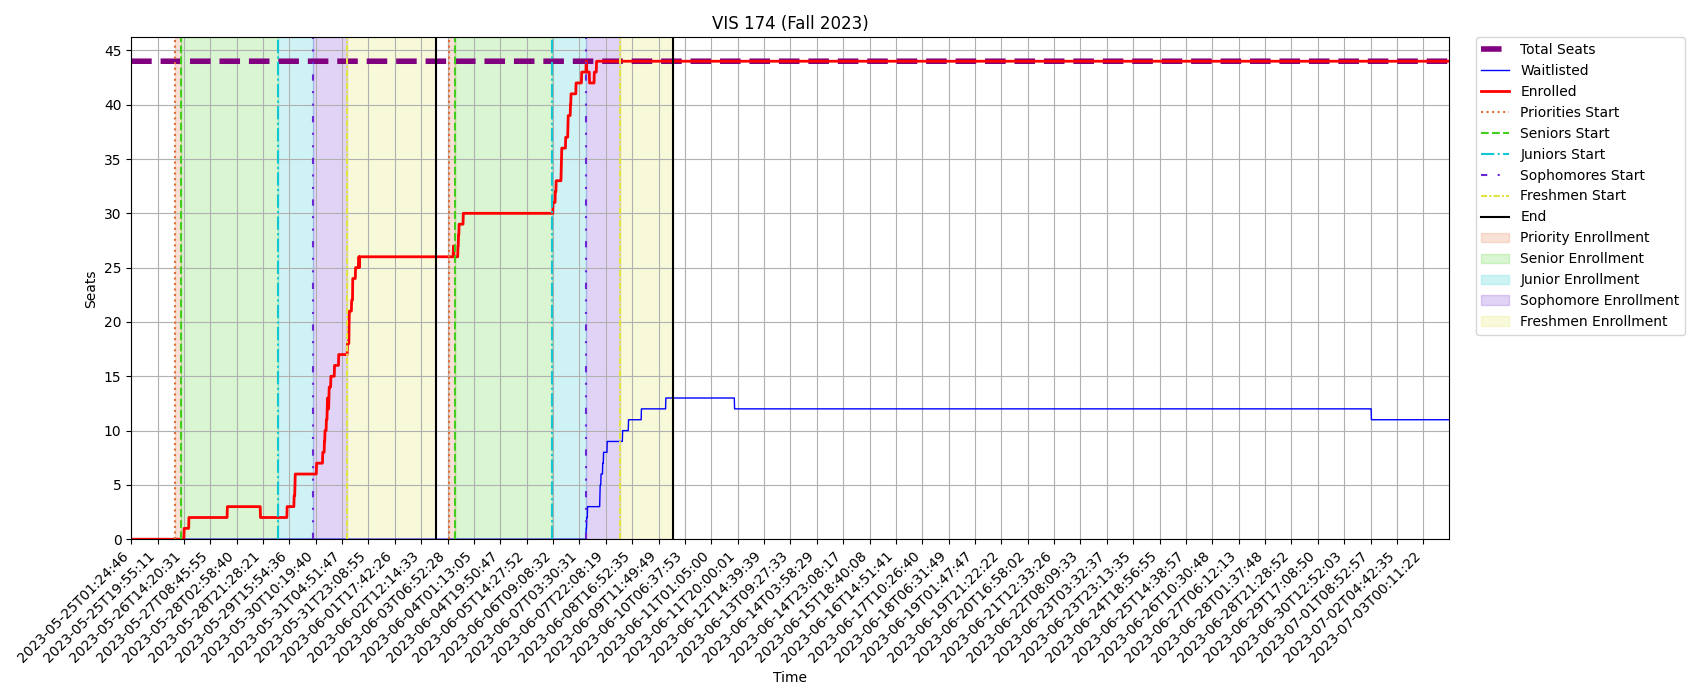 VIS 174 (Fall 2023)
Seats
45
40
35
30
25
20
15
10
5
0
2023-05-25T01:24:46
2023-05-25T19:55:11
2023-05-26T14:20:31
2023-05-27T08:45:55
2023-05-28T02:58:40
2023-05-28T21:28:21
2023-05-29T15:54:36
2023-05-30T10:19:40
2023-05-31T04:51:47
2023-05-31T23:08:55
2023-06-01T17:42:26
2023-06-02T12:14:33
2023-06-03T06:52:28
2023-06-04T01:13:05
2023-06-04T19:50:47
2023-06-05T14:27:52
2023-06-06T09:08:32
2023-06-07T03:30:31
2023-06-07T22:08:19
2023-06-08T16:52:35
2023-06-09T11:49:49
2023-06-10T06:37:53
2023-06-11T01:05:00
2023-06-11T20:00:01
2023-06-12T14:39:39
2023-06-13T09:27:33
2023-06-14T03:58:29
2023-06-14T23:08:17
2023-06-15T18:40:08
2023-06-16T14:51:41
2023-06-17T10:26:40
2023-06-18T06:31:49
2023-06-19T01:47:47
2023-06-19T21:22:22
2023-06-20T16:58:02
2023-06-21T12:33:26
2023-06-22T08:09:33
2023-06-23T03:32:37
2023-06-23T23:13:35
2023-06-24T18:56:55
2023-06-25T14:38:57
2023-06-26T10:30:48
2023-06-27T06:12:13
2023-06-28T01:37:48
2023-06-28T21:28:52
2023-06-29T17:08:50
2023-06-30T12:52:03
2023-07-01T08:52:57
2023-07-02T04:42:35
2023-07-03T00:11:22
Time
Total Seats
Waitlisted
Enrolled
Priorities Start
Seniors Start
Juniors Start
Sophomores Start
Freshmen Start
End
Priority Enrollment
Senior Enrollment
Junior Enrollment
Sophomore Enrollment
Freshmen Enrollment